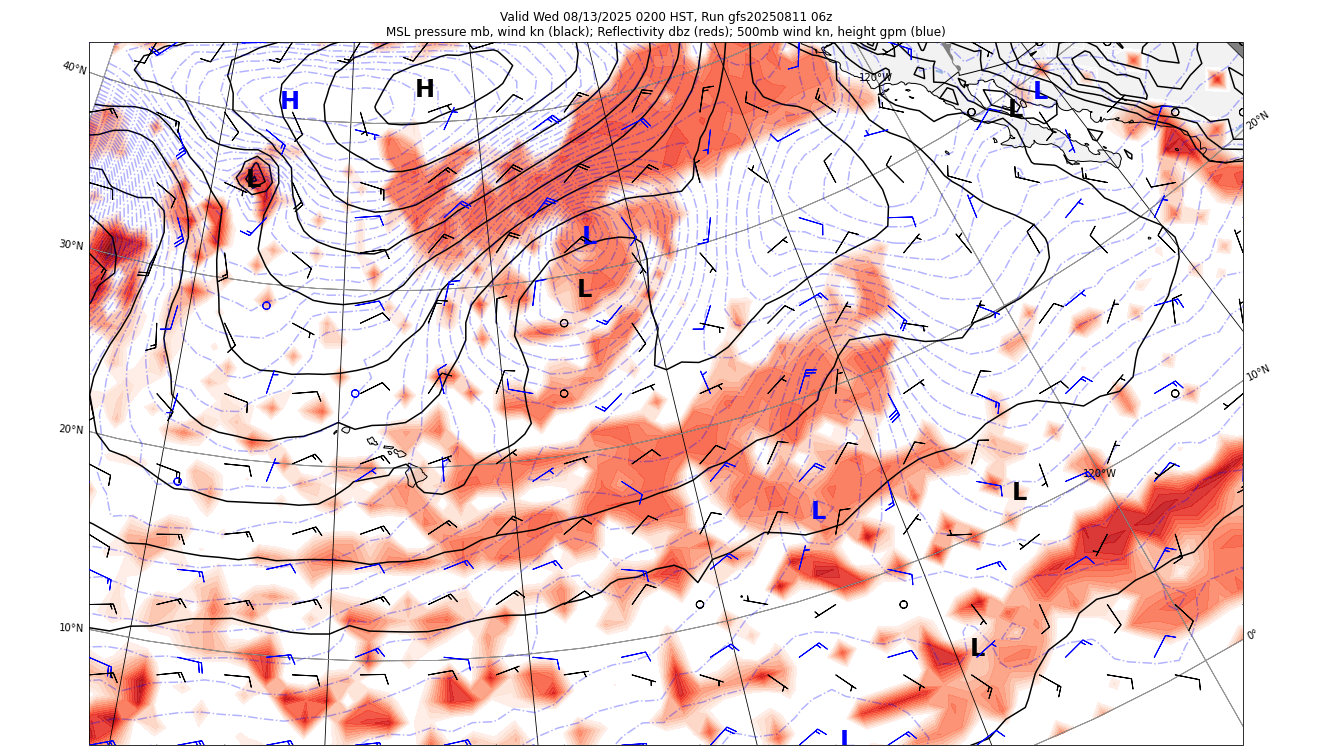 Valid Wed 08/13/2025 0200 HST, Run gfs20250811 06z
MSL pressure mb, wind kn (black); Reflectivity dbz (reds); 500mb wind kn, height gpm (blue)
40°N
H
H
120°W
L
L
20°N
L
30°N
L
L
10°N
20°N
120°W
L
L
10°N
0°
L
L